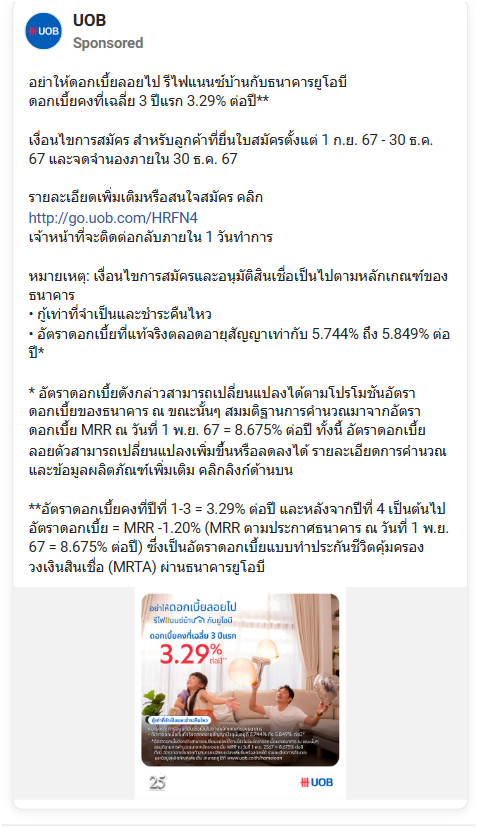 UOB
UOB
Sponsored
อย่าให้ดอกเบี้ยลอยไป รีไฟแนนซ์บ้านกับธนาคารยูโอบี
ดอกเบี้ยคงที่เฉลี่ย 3 ปีแรก 3.29% ต่อปี**
เงื่อนไขการสมัคร สำหรับลูกค้าที่ยื่นใบสมัครตั้งแต่ 1 ก.ย. 67 - 30 ธ.ค.
67 และจดจำนองภายใน 30 ธ.ค. 67
รายละเอียดเพิ่มเติมหรือสนใจสมัคร คลิก
http://go.uob.com/HRFN4
เจ้าหน้าที่จะติดต่อกลับภายใน 1 วันทำการ
หมายเหตุ: เงื่อนไขการสมัครและอนุมัติสินเชื่อเป็นไปตามหลักเกณฑ์ของ
ธนาคาร
• กู้เท่าที่จำเป็นและชำระคืนไหว
• อัตราดอกเบี้ยที่แท้จริงตลอดอายุสัญญาเท่ากับ 5.744% ถึง 5.849% ต่อ
ปี*
* อัตราดอกเบี้ยดังกล่าวสามารถเปลี่ยนแปลงได้ตามโปรโมชันอัตรา
ดอกเบี้ยของธนาคาร ณ ขณะนั้นๆ สมมติฐานการคำนวณมาจากอัตรา
ดอกเบี้ย MRR ณ วันที่ 1 พ.ย. 67 = 8.675% ต่อปี ทั้งนี้ อัตราดอกเบี้ย
ลอยตัวสามารถเปลี่ยนแปลงเพิ่มขึ้นหรือลดลงได้ รายละเอียดการคำนวณ
และข้อมูลผลิตภัณฑ์เพิ่มเติม คลิกลิงก์ด้านบน
**อัตราดอกเบี้ยคงที่ปีที่ 1-3 = 3.29% ต่อปี และหลังจากปีที่ 4 เป็นต้นไป
อัตราดอกเบี้ย = MRR -1.20% (MRR ตามประกาศธนาคาร ณ วันที่ 1 พ.ย.
67 = 8.675% ต่อปี) ซึ่งเป็นอัตราดอกเบี้ยแบบทำประกันชีวิตคุ้มครอง
วงเงินสินเชื่อ (MRTA) ผ่านธนาคารยูโอบี
อย่าให้ดอกเบี้ยลอยไป
รีไฟแนนซ์บ้าน กับยูโอบี
ดอกเบี้ยคงที่เฉลี่ย 3 ปีแรก
3.29%
ต่อปี**
กู้เท่าที่จำเป็นและชำระคืนไหว
25
UOB